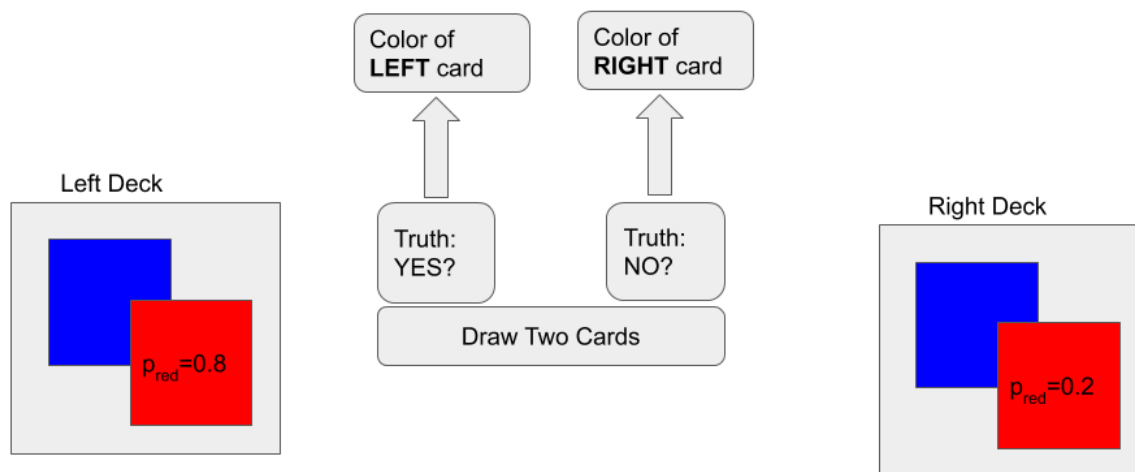 Color of
LEFT card
Color of
RIGHT card
Left Deck
Right Deck
Truth:
YES?
Truth:
NO?
Draw Two Cards
p_red=0.8
p_red=0.2